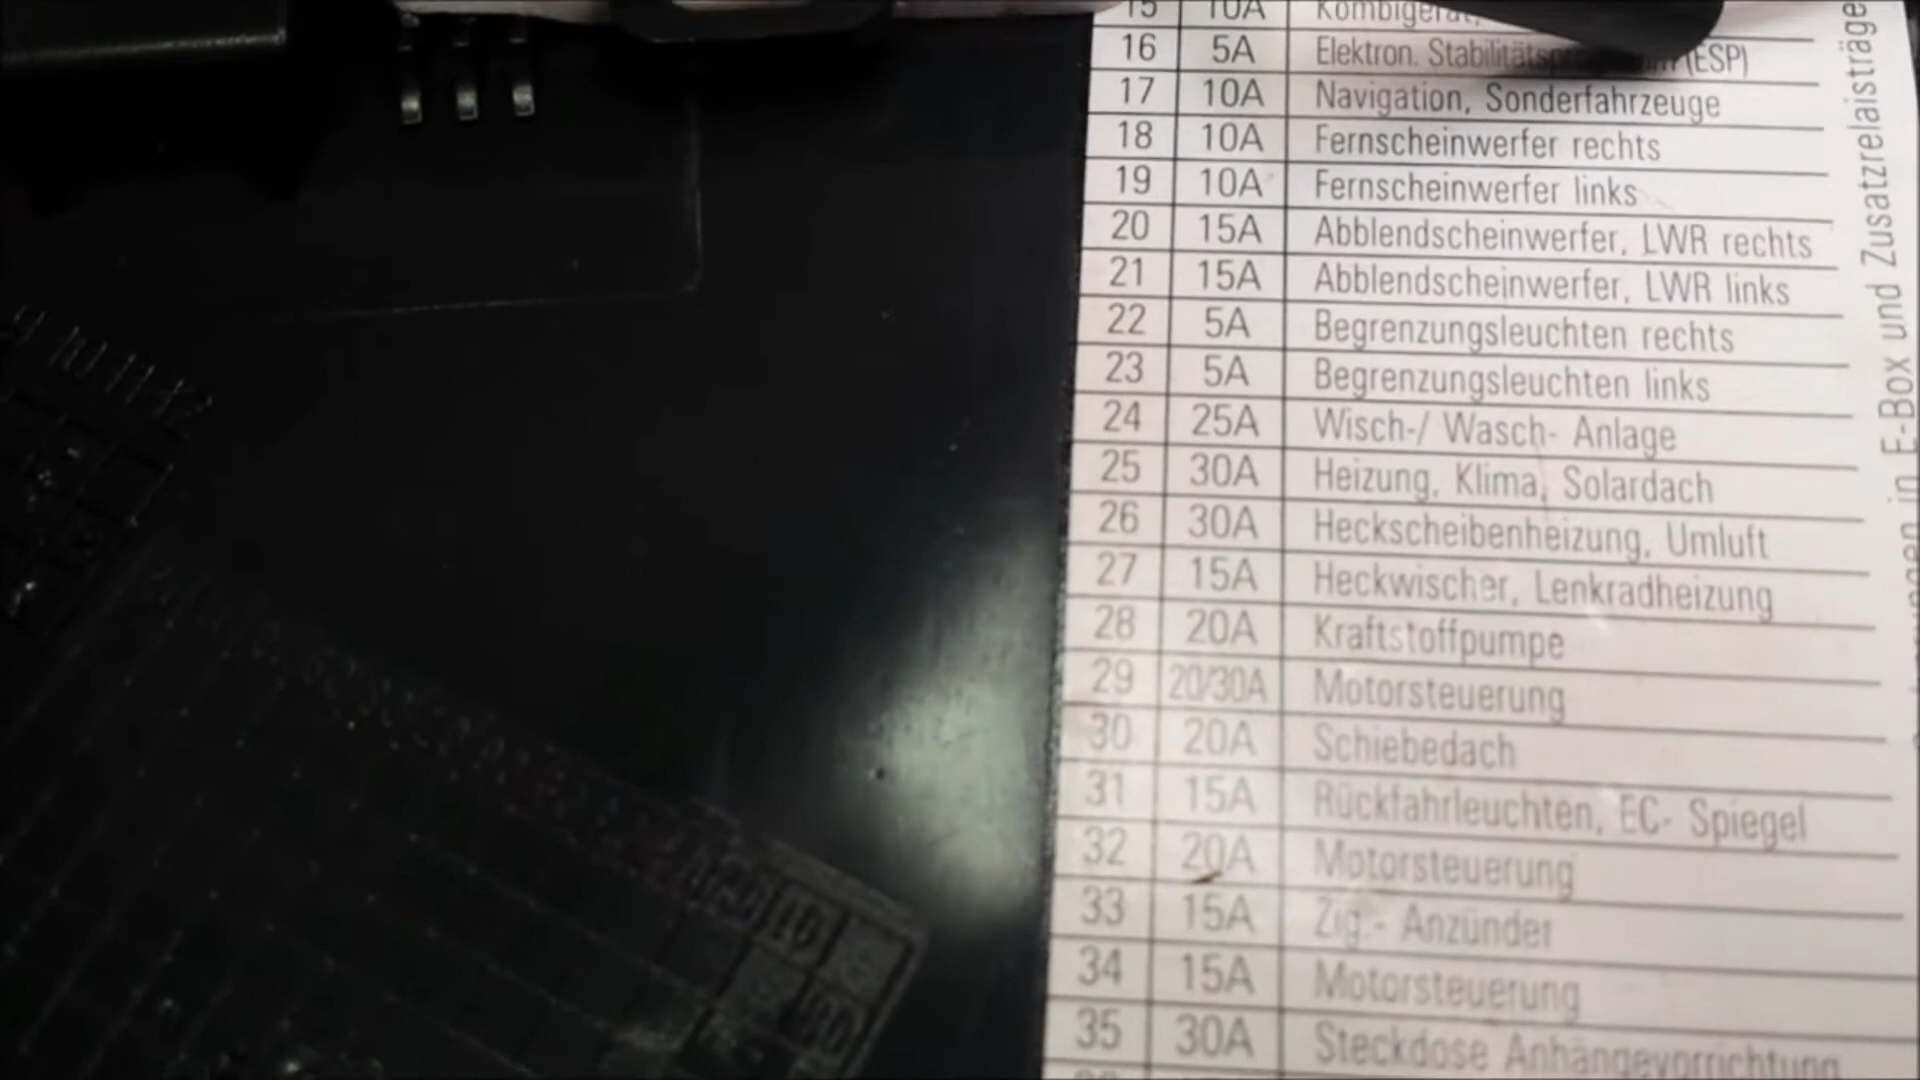 15 10A Kombigerät,
16 5A Elektron. (ESP)
17 10A Navigation, Sonderfahrzeuge
18 10A Fernscheinwerfer rechts
19 10A Fernscheinwerfer links
20 15A Abblendscheinwerfer, LWR rechts
21 15A Abblendscheinwerfer, LWR links
22 5A Begrenzungsleuchten rechts
23 5A Begrenzungsleuchten links
24 25A Wisch-/ Wasch- Anlage
25 30A Heizung, Klima, Solardach
26 30A Heckscheibenheizung, Umluft
27 15A Heckwischer, Lenkradheizung
28 20A Kraftstoffpumpe
29 20/30A Motorsteuerung
30 20A Schiebedach
31 15A Rückfahrleuchten, EC- Spiegel
32 20A Motorsteuerung
33 15A Zig.- Anzünder
34 15A Motorsteuerung
35 30A Steckdose Anhängevorrichtung
in E-Box und Zusatzrelaisträge